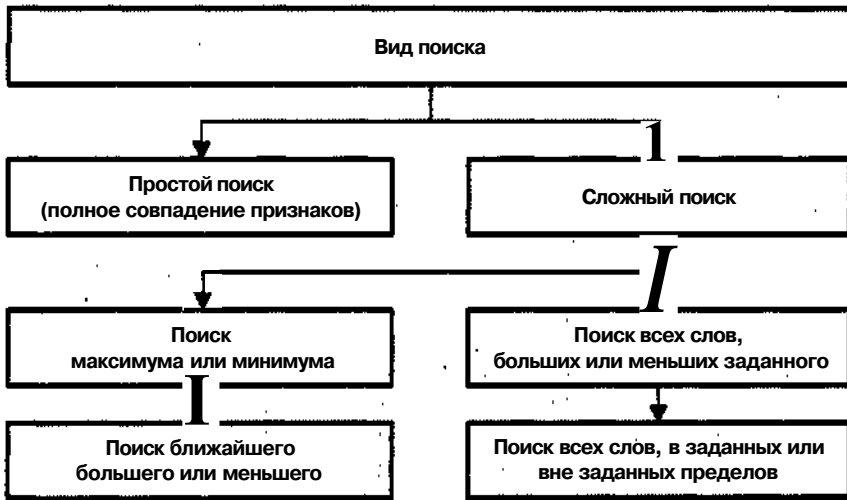 Вид поиска
Простой поиск
(полное совпадение признаков)
Сложный поиск
Поиск
максимума или минимума
Поиск всех слов,
больших или меньших заданного
Поиск ближайшего
большего или меньшего
Поиск всех слов, в заданных или
вне заданных пределов